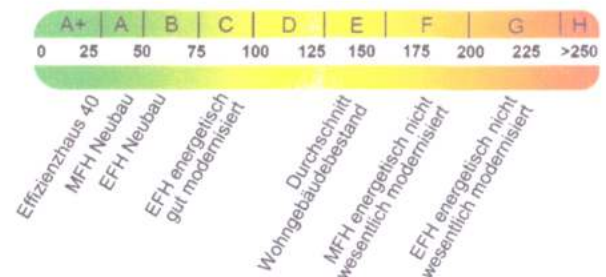 A+ A B C D E F G H
0 25 50 75 100 125 150 175 200 225 >250
Effizienzhaus 40
MFH Neubau
EFH Neubau
EFH energetisch
gut modernisiert
Durchschnitt
Wohngebäudebestand
MFH energetisch nicht
wesentlich modernisiert
EFH energetisch nicht
wesentlich modernisiert